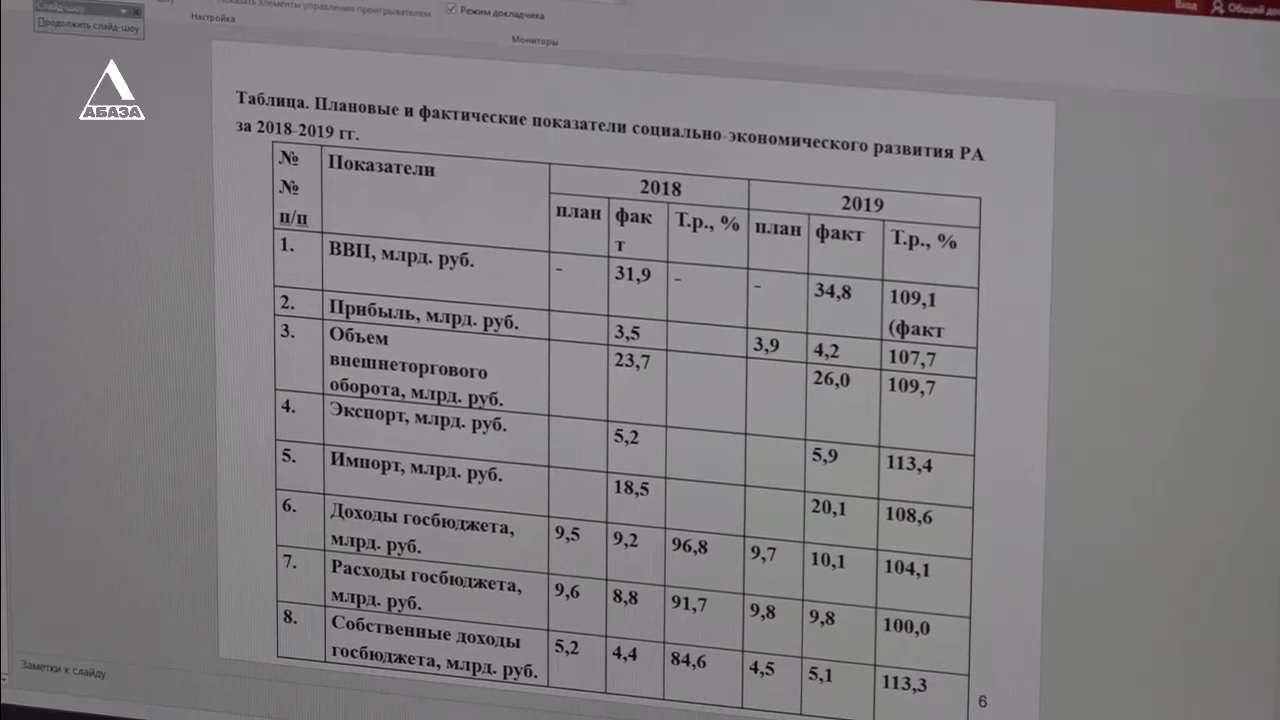 Слайд-шоу
Продолжить слайд-шоу
Показать элементы управления проигрывателем
Настройка
Режим докладчика
Мониторы
Вход
АБАЗА
Таблица. Плановые и фактические показатели социально-экономического развития РА
за 2018-2019 гг.
№ № п/п Показатели 2018 2019
план фак т Т.р., % план факт Т.р., %
1. ВВП, млрд. руб. - 31,9 - - 34,8 109,1 (факт
2. Прибыль, млрд. руб. 3,5 3,9 4,2 107,7
3. Объем
внешнеторгового
оборота, млрд. руб. 23,7 26,0 109,7
4. Экспорт, млрд. руб. 5,2 5,9 113,4
5. Импорт, млрд. руб. 18,5 20,1 108,6
6. Доходы госбюджета,
млрд. руб. 9,5 9,2 96,8 9,7 10,1 104,1
7. Расходы госбюджета,
млрд. руб. 9,6 8,8 91,7 9,8 9,8 100,0
8. Собственные доходы
госбюджета, млрд. руб. 5,2 4,4 84,6 4,5 5,1 113,3
Заметки к слайду
6